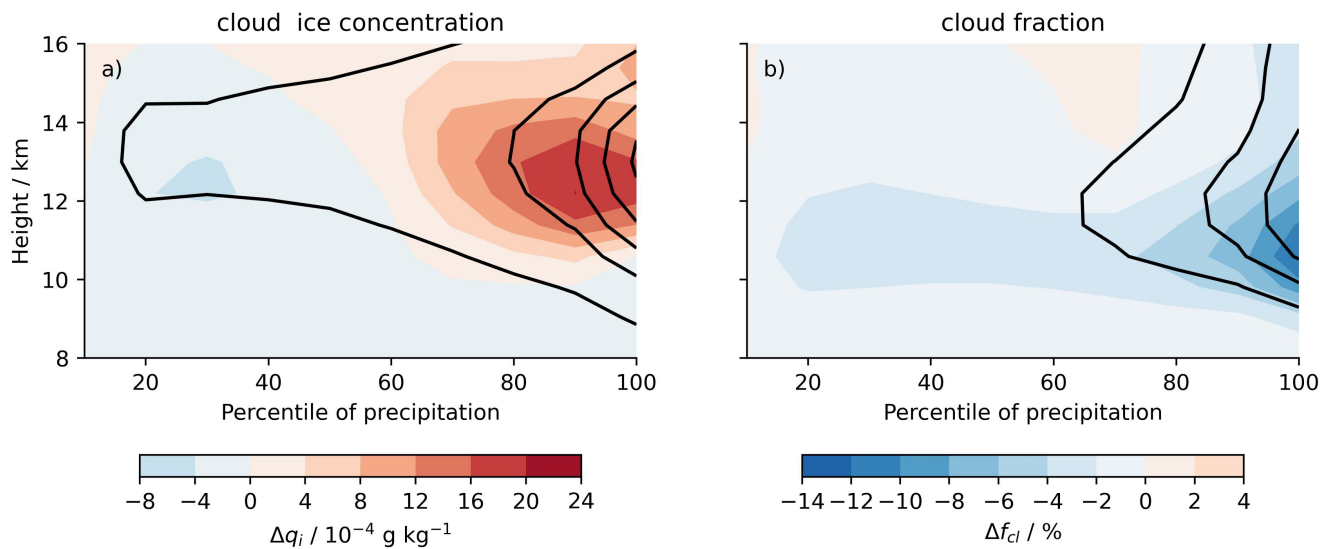 cloud  ice concentration
cloud fraction
a)
b)
16
14
12
10
8
Height / km
20 40 60 80 100
20 40 60 80 100
Percentile of precipitation
Percentile of precipitation
−8 −4 0 4 8 12 16 20 24
−14 −12 −10 −8 −6 −4 −2 0 2 4
Δqᵢ / 10⁻⁴ g kg⁻¹
Δf_cl / %